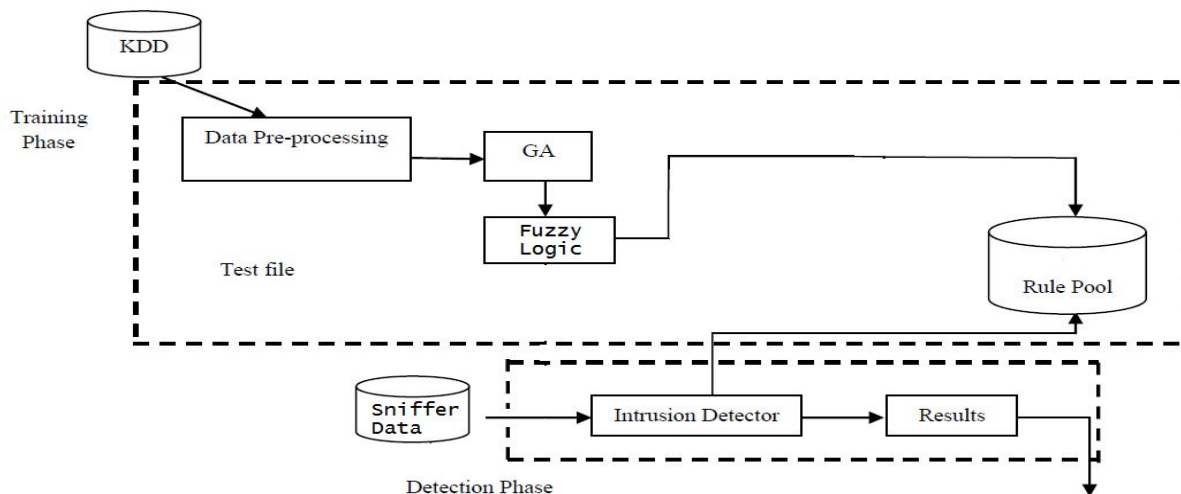 KDD
Training
Phase
Data Pre-processing
GA
Fuzzy
Logic
Test file
Rule Pool
Sniffer
Data
Intrusion Detector
Results
Detection Phase